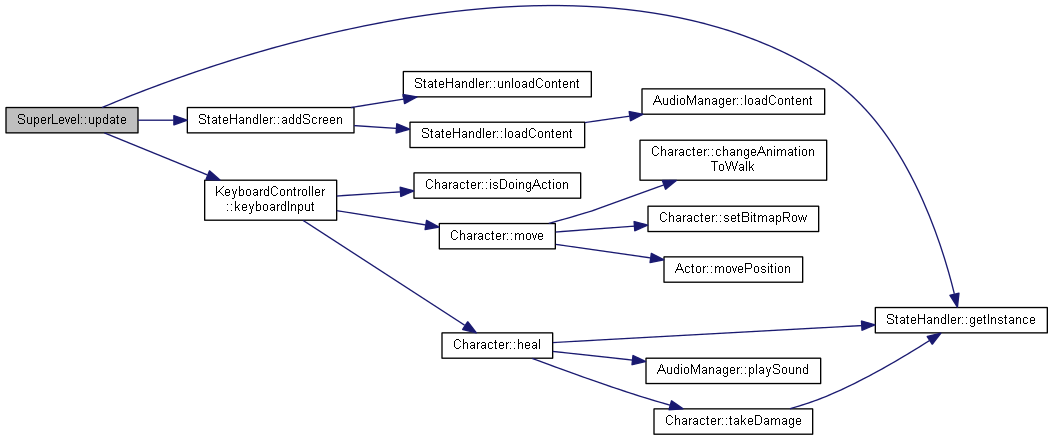 SuperLevel::update
StateHandler::addScreen
StateHandler::unloadContent
StateHandler::loadContent
AudioManager::loadContent
KeyboardController
::keyboardInput
Character::isDoingAction
Character::move
Character::changeAnimation
ToWalk
Character::setBitmapRow
Actor::movePosition
StateHandler::getInstance
Character::heal
AudioManager::playSound
Character::takeDamage